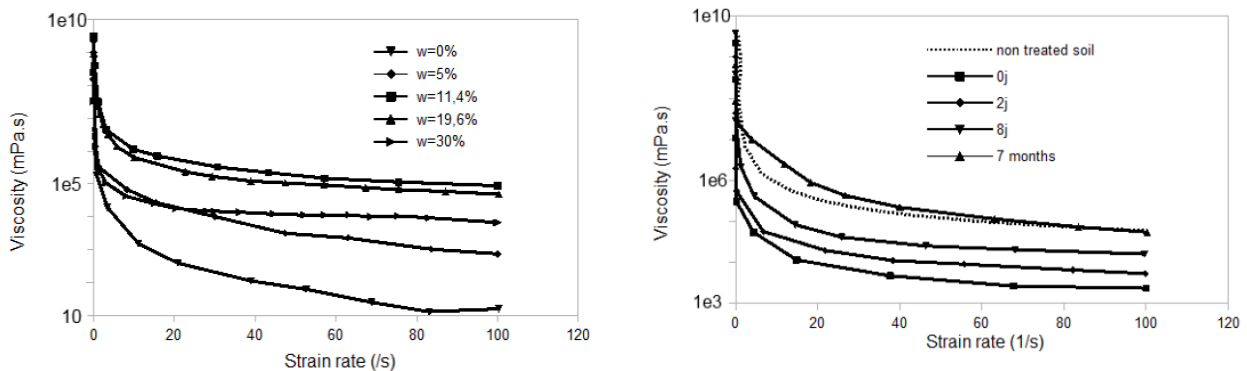 1e10
1e5
10
Viscosity (mPa.s)
w=0%
w=5%
w=11,4%
w=19,6%
w=30%
0
20
40
60
80
100
120
Strain rate (/s)
1e10
1e6
1e3
Viscosity (mPa.s)
non treated soil
0j
2j
8j
7 months
0
20
40
60
80
100
120
Strain rate (1/s)